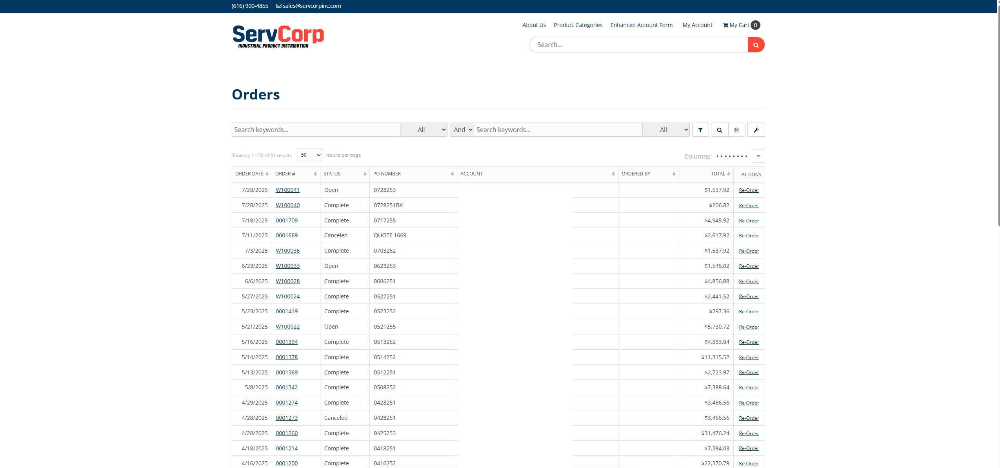 (616) 900-4855 sales@servcorpinc.com
About Us Product Categories Enhanced Account Form My Account My Cart 0
ServCorp
INDUSTRIAL PRODUCT DISTRIBUTION
Search...
Orders
Search keywords... All And Search keywords... All
Showing 1 - 50 of 61 results 50 results per page Columns:
ORDER DATE ORDER # STATUS PO NUMBER ACCOUNT ORDERED BY TOTAL ACTIONS
7/28/2025 W100041 Open 0728253 $1,537.92 Re-Order
7/28/2025 W100040 Complete 0728251BK $206.82 Re-Order
7/18/2025 0001709 Complete 0717255 $4,945.92 Re-Order
7/11/2025 0001669 Canceled QUOTE 1669 $2,617.92 Re-Order
7/3/2025 W100036 Complete 0703252 $1,537.92 Re-Order
6/23/2025 W100033 Open 0623253 $1,546.02 Re-Order
6/6/2025 W100028 Complete 0606251 $4,856.88 Re-Order
5/27/2025 W100024 Complete 0527251 $2,441.52 Re-Order
5/23/2025 0001419 Complete 0523252 $297.36 Re-Order
5/21/2025 W100022 Open 0521255 $5,730.72 Re-Order
5/16/2025 0001394 Complete 0513252 $4,883.04 Re-Order
5/14/2025 0001378 Complete 0514252 $11,315.52 Re-Order
5/13/2025 0001369 Complete 0512251 $2,723.97 Re-Order
5/8/2025 0001342 Complete 0508252 $7,388.64 Re-Order
4/29/2025 0001274 Complete 0428251 $3,466.56 Re-Order
4/28/2025 0001273 Canceled 0428251 $3,466.56 Re-Order
4/28/2025 0001260 Complete 0425253 $31,476.24 Re-Order
4/18/2025 0001214 Complete 0418251 $7,384.08 Re-Order
4/16/2025 0001200 Complete 0416252 $22,370.79 Re-Order